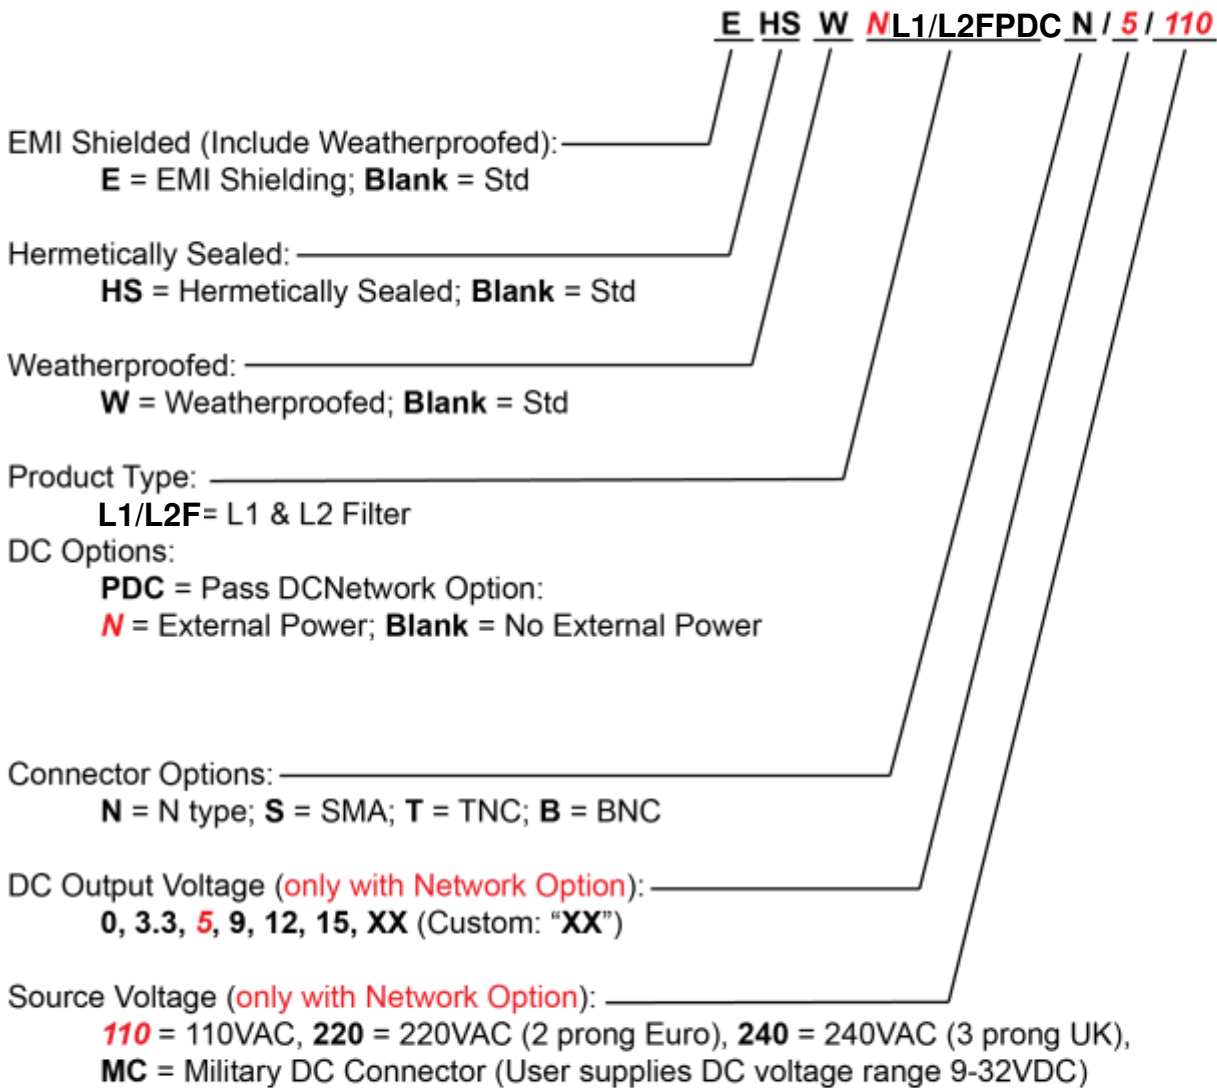 E HS W NL1/L2FPDC N / 5 / 110
EMI Shielded (Include Weatherproofed):
E = EMI Shielding; Blank = Std
Hermetically Sealed:
HS = Hermetically Sealed; Blank = Std
Weatherproofed:
W = Weatherproofed; Blank = Std
Product Type:
L1/L2F= L1 & L2 Filter
DC Options:
PDC = Pass DCNetwork Option:
N = External Power; Blank = No External Power
Connector Options:
N = N type; S = SMA; T = TNC; B = BNC
DC Output Voltage (only with Network Option):
0, 3.3, 5, 9, 12, 15, XX (Custom: “XX”)
Source Voltage (only with Network Option):
110 = 110VAC, 220 = 220VAC (2 prong Euro), 240 = 240VAC (3 prong UK),
MC = Military DC Connector (User supplies DC voltage range 9-32VDC)